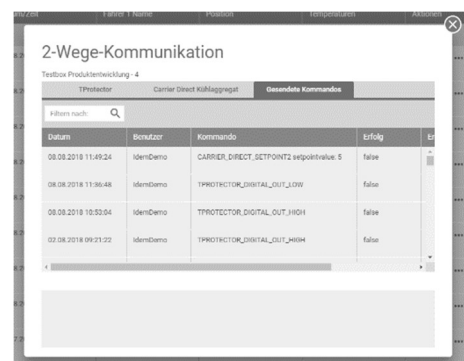 Fahrer 1 Name Position Temperaturen Aktionen
2-Wege-Kommunikation
Testbox Produktentwicklung - 4
TProtector Carrier Direct Kühlaggregat Gesendete Kommandos
Filtern nach:
Datum Benutzer Kommando Erfolg
08.08.2018 11:49:24 IdemDemo CARRIER_DIRECT_SETPOINT2 setpointvalue: 5 false
08.08.2018 11:36:48 IdemDemo TPROTECTOR_DIGITAL_OUT_LOW false
08.08.2018 10:53:04 IdemDemo TPROTECTOR_DIGITAL_OUT_HIGH false
02.08.2018 09:21:22 IdemDemo TPROTECTOR_DIGITAL_OUT_HIGH false